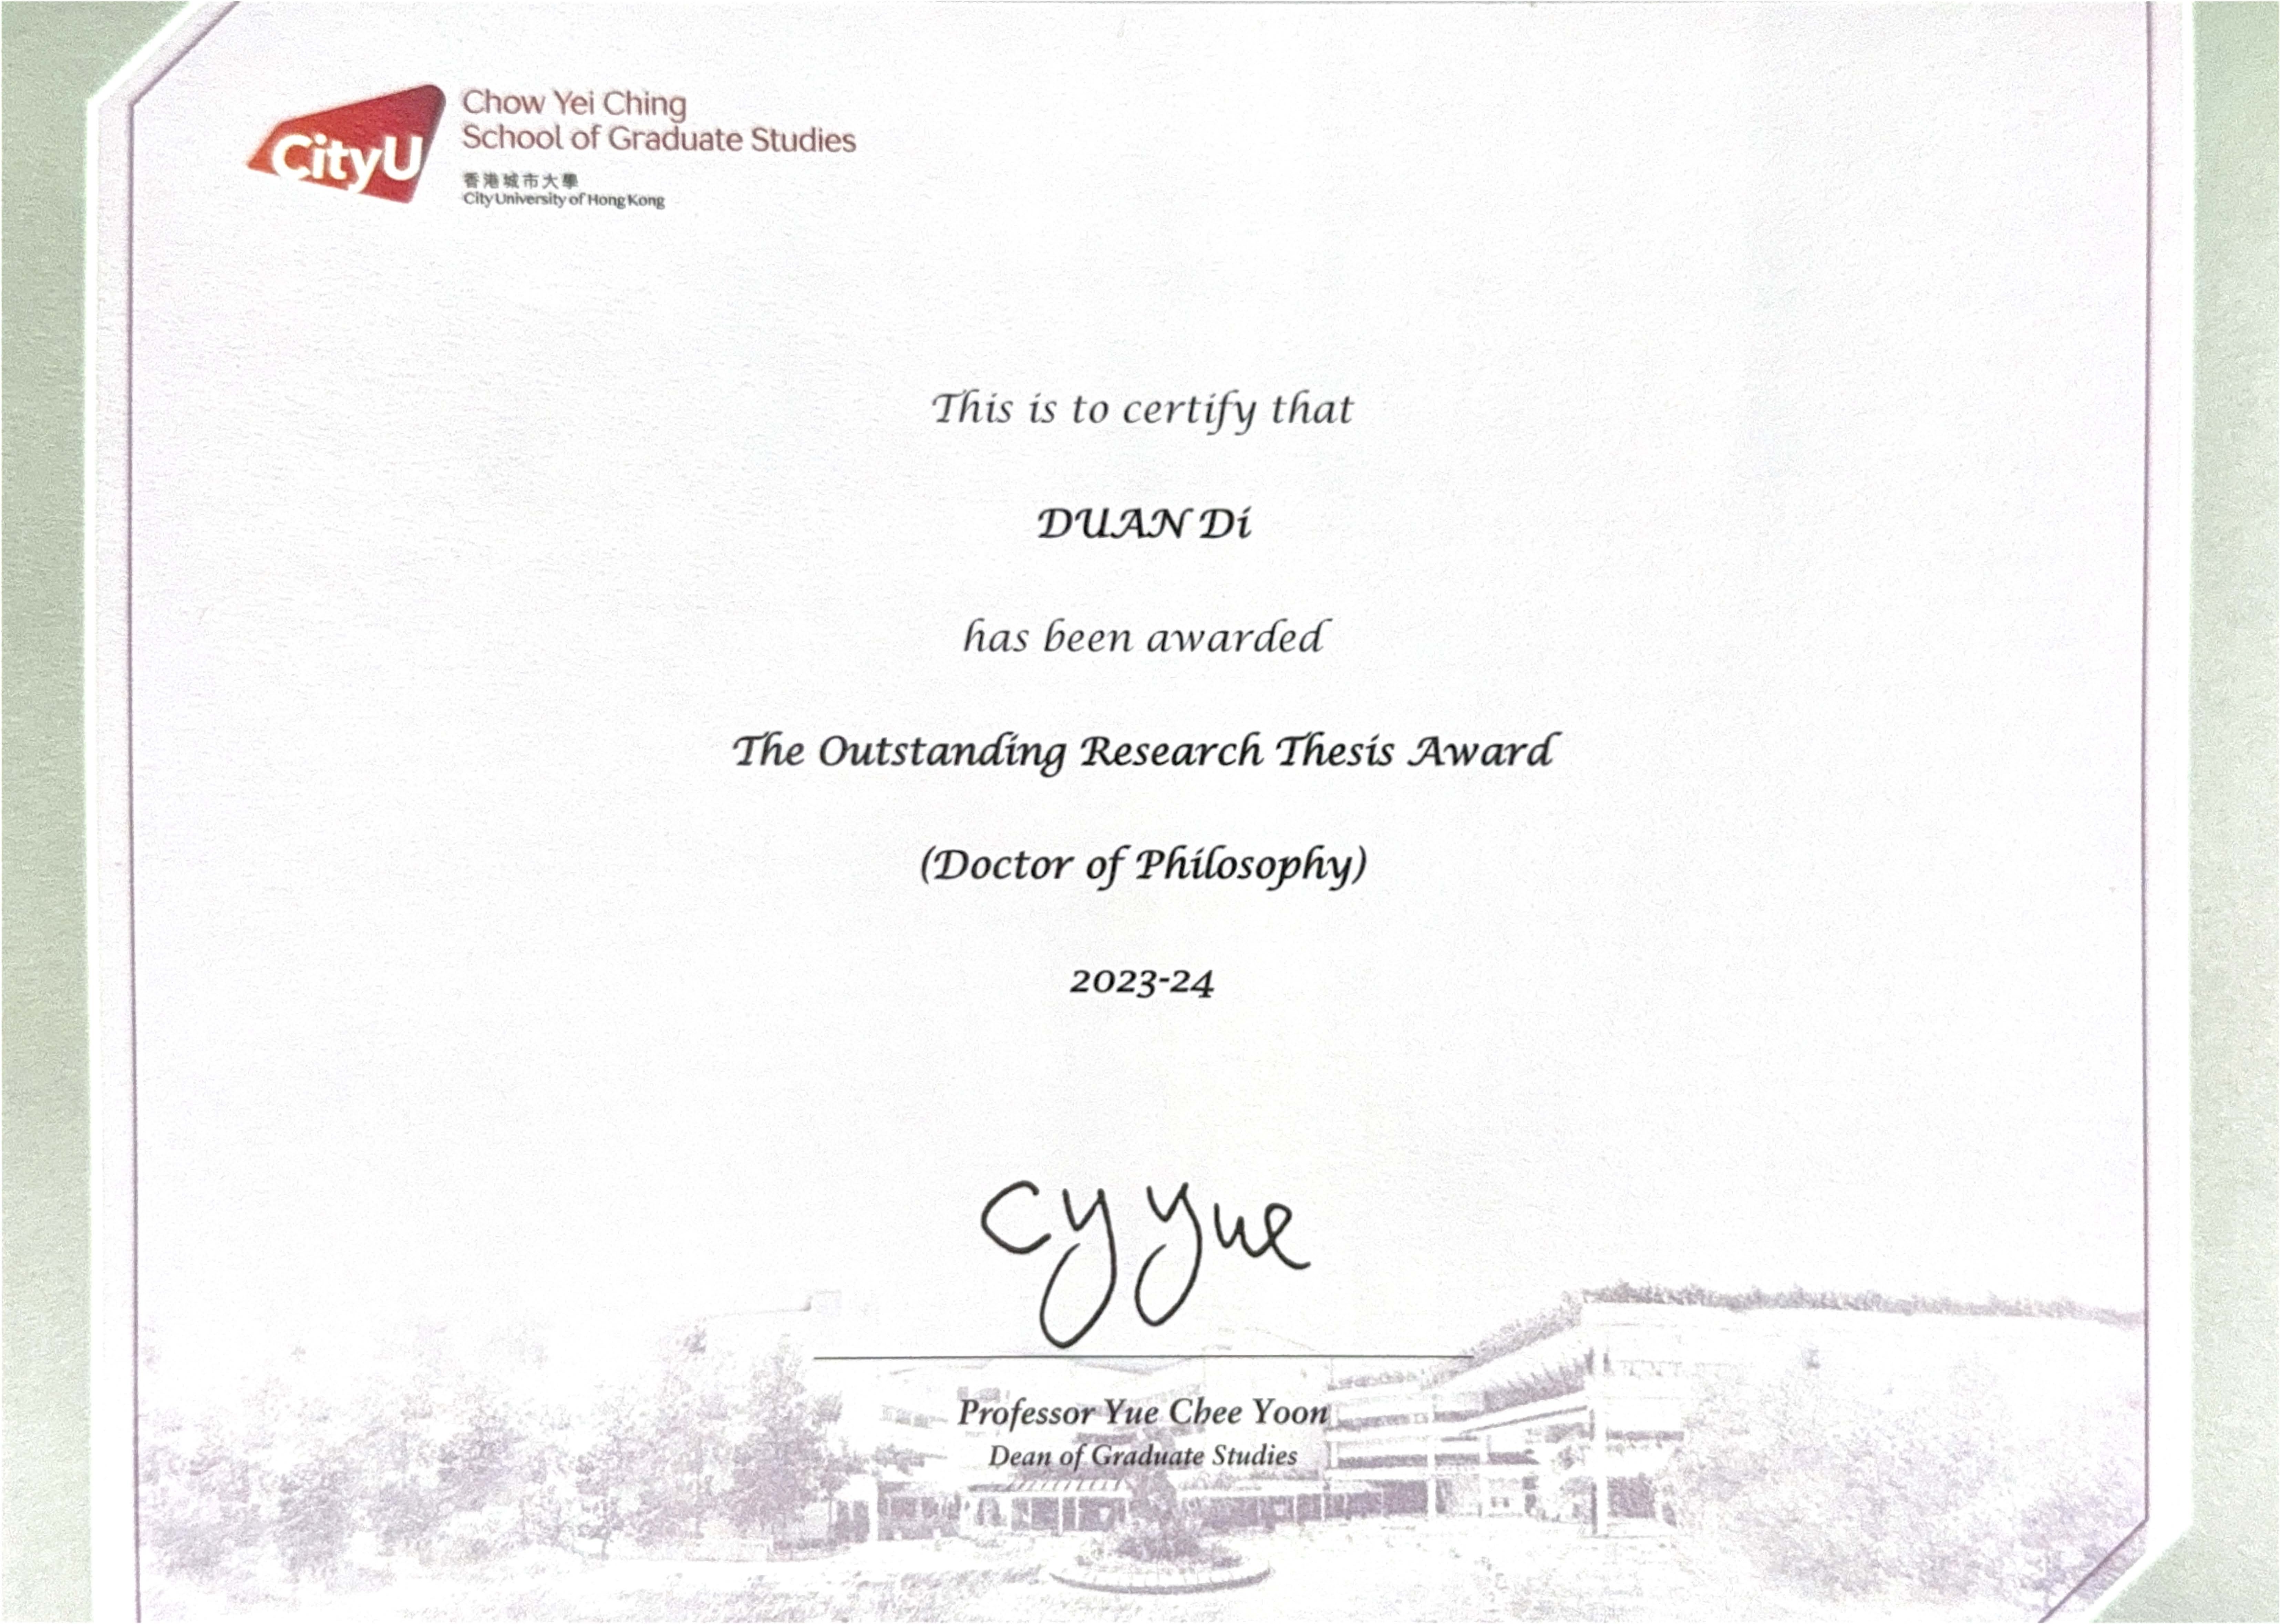 CityU
Chow Yei Ching
School of Graduate Studies
香港城市大學
City University of Hong Kong
This is to certify that
DUAN Di
has been awarded
The Outstanding Research Thesis Award
(Doctor of Philosophy)
2023-24
cy yue
Professor Yue Chee Yoon
Dean of Graduate Studies